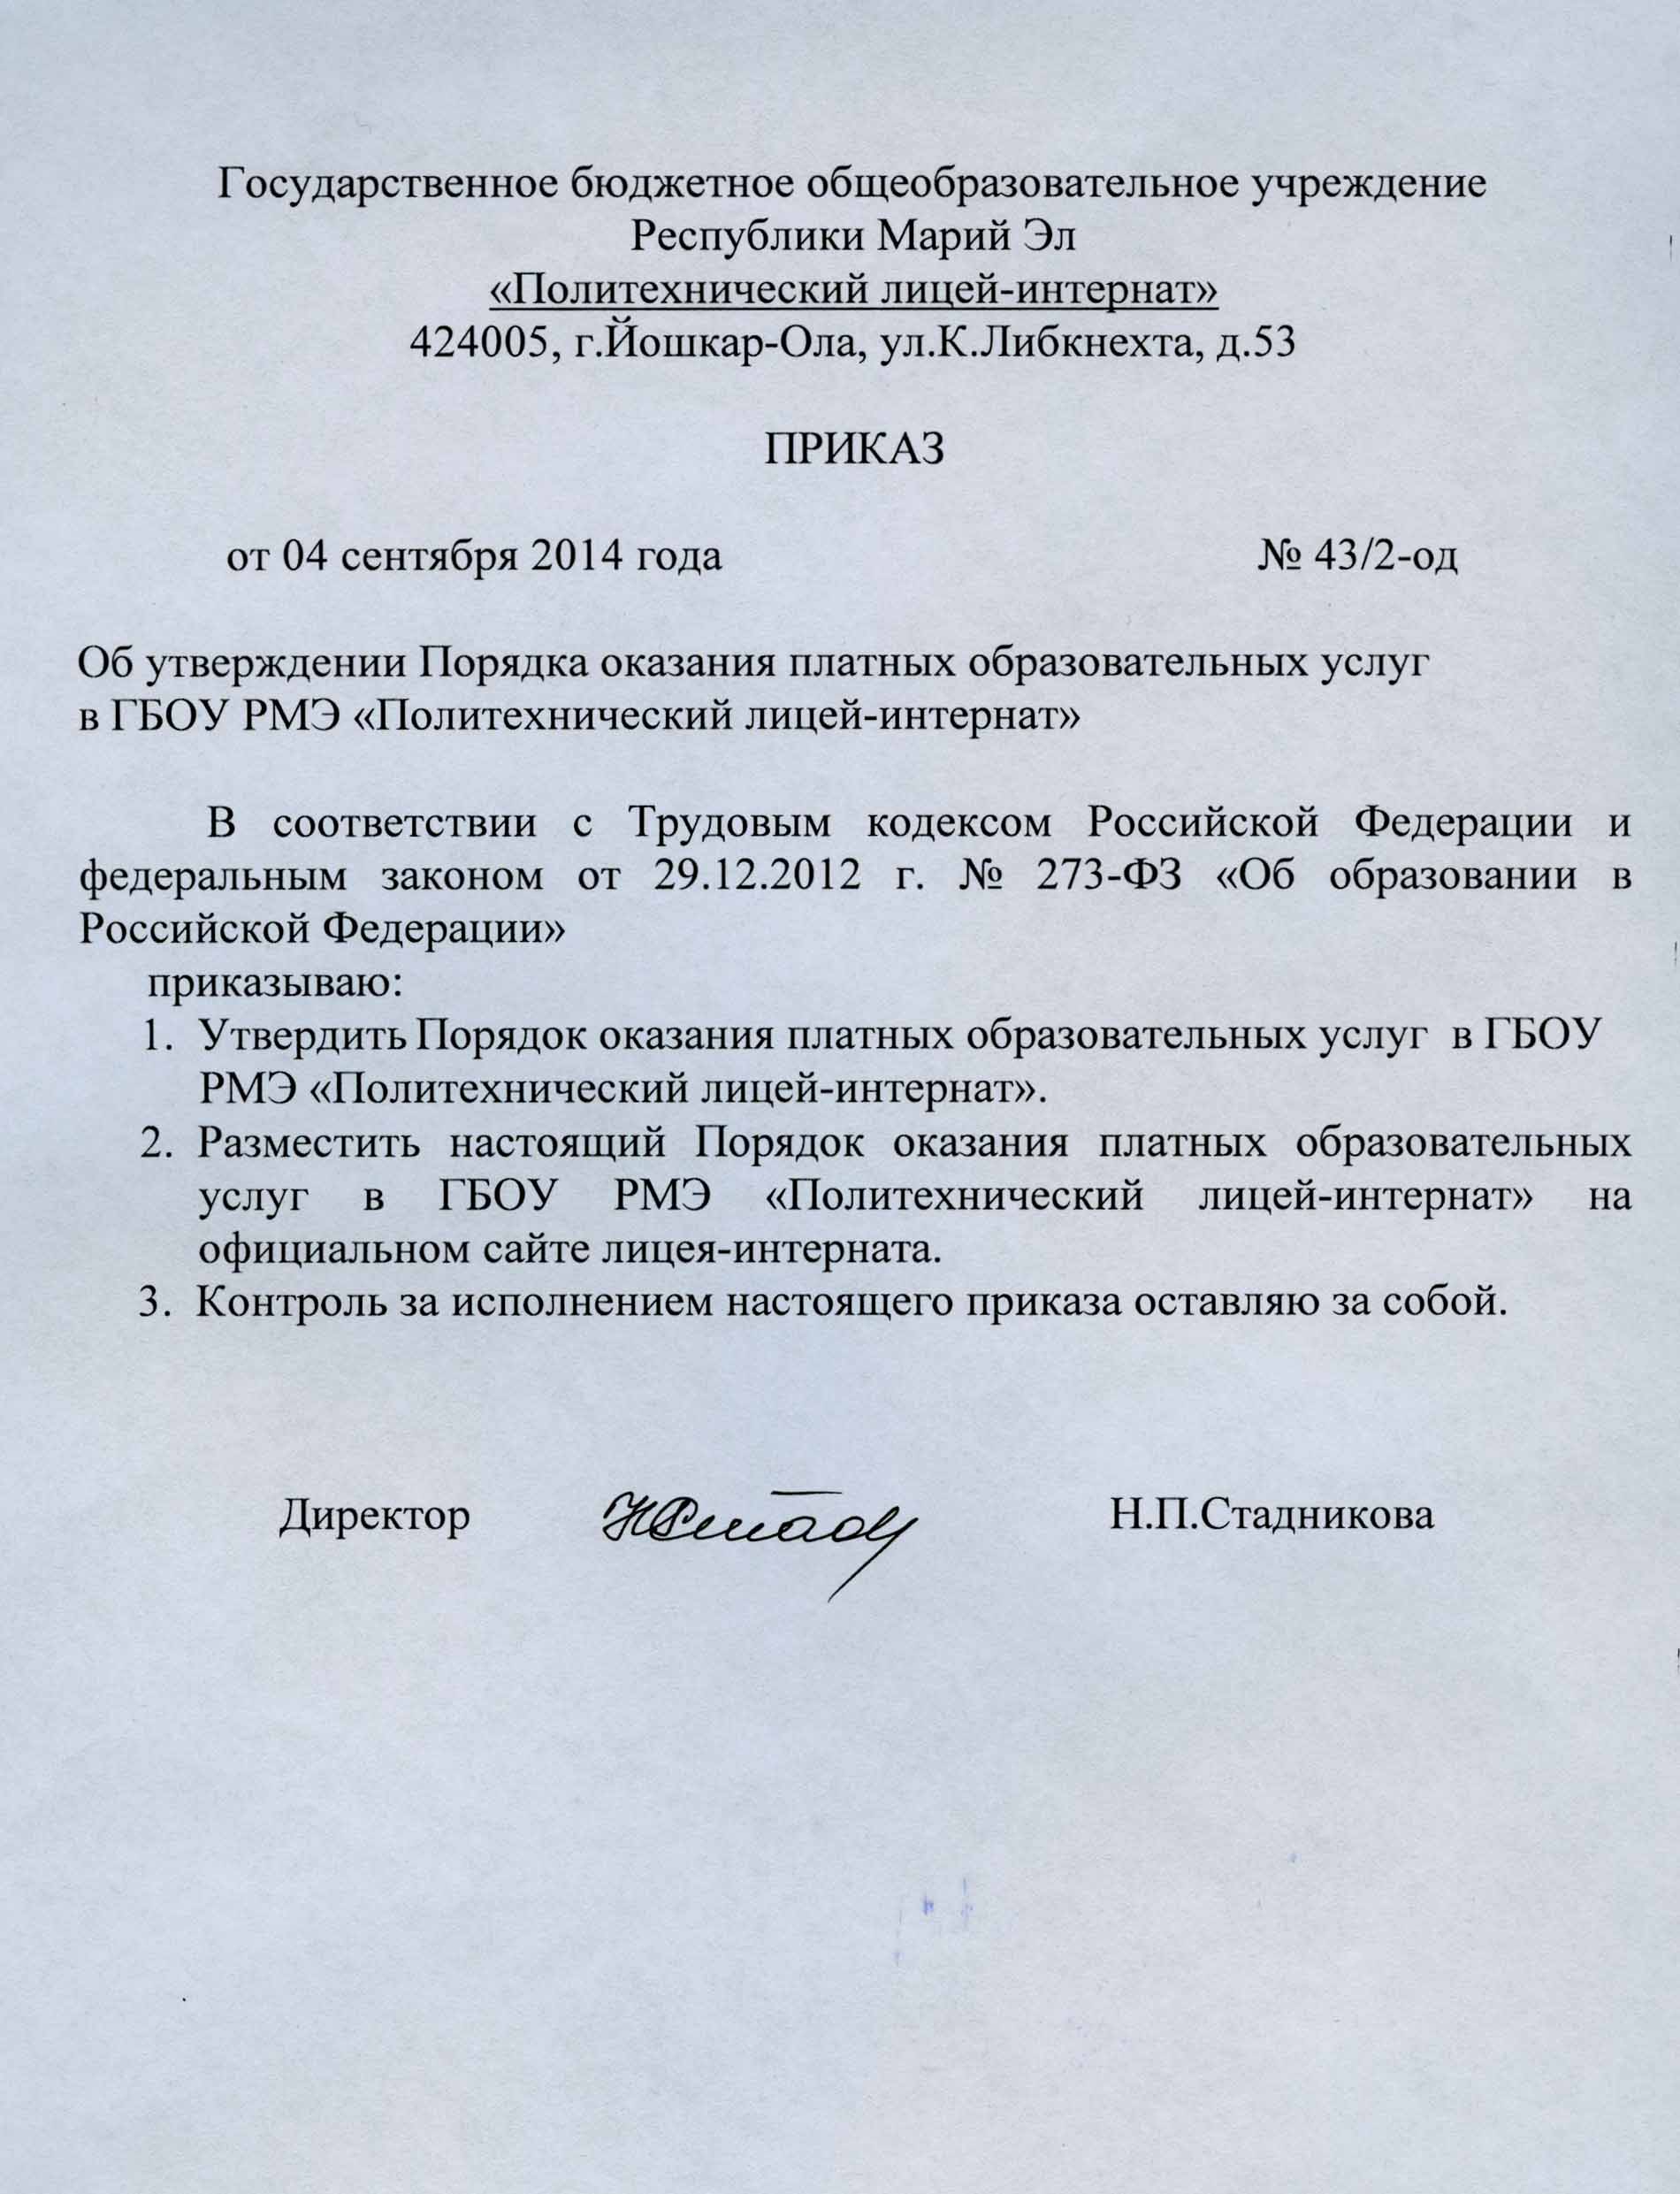 Государственное бюджетное общеобразовательное учреждение
Республики Марий Эл
«Политехнический лицей-интернат»
424005, г.Йошкар-Ола, ул.К.Либкнехта, д.53
ПРИКАЗ
от 04 сентября 2014 года № 43/2-од
Об утверждении Порядка оказания платных образовательных услуг
в ГБОУ РМЭ «Политехнический лицей-интернат»
В соответствии с Трудовым кодексом Российской Федерации и
федеральным законом от 29.12.2012 г. № 273-ФЗ «Об образовании в
Российской Федерации»
приказываю:
1. Утвердить Порядок оказания платных образовательных услуг в ГБОУ
РМЭ «Политехнический лицей-интернат».
2. Разместить настоящий Порядок оказания платных образовательных
услуг в ГБОУ РМЭ «Политехнический лицей-интернат» на
официальном сайте лицея-интерната.
3. Контроль за исполнением настоящего приказа оставляю за собой.
Директор Н.П.Стадникова